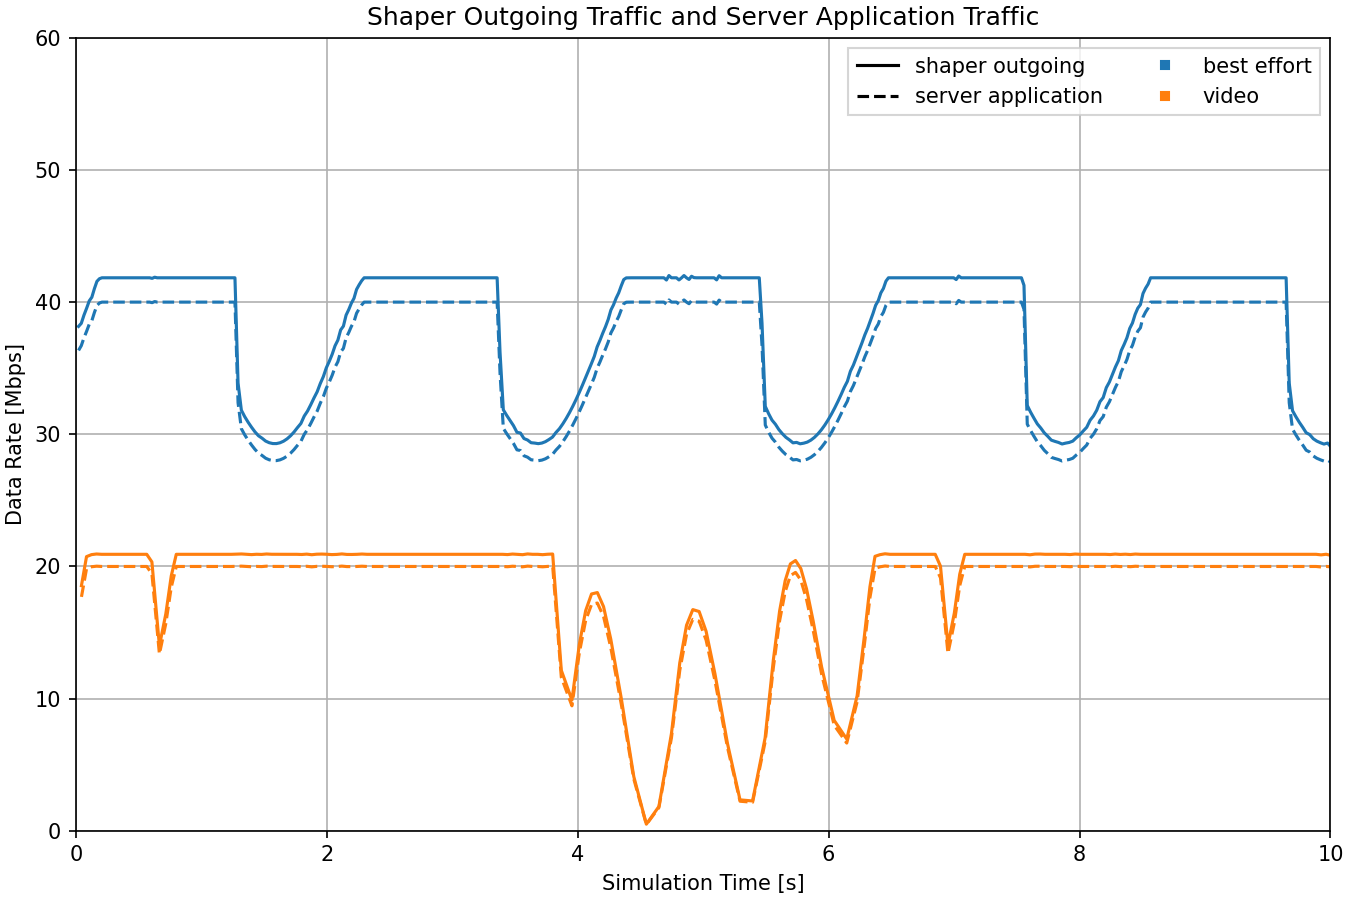 Shaper Outgoing Traffic and Server Application Traffic
shaper outgoing
server application
best effort
video
Data Rate [Mbps]
60
50
40
30
20
10
0
0 2 4 6 8 10
Simulation Time [s]